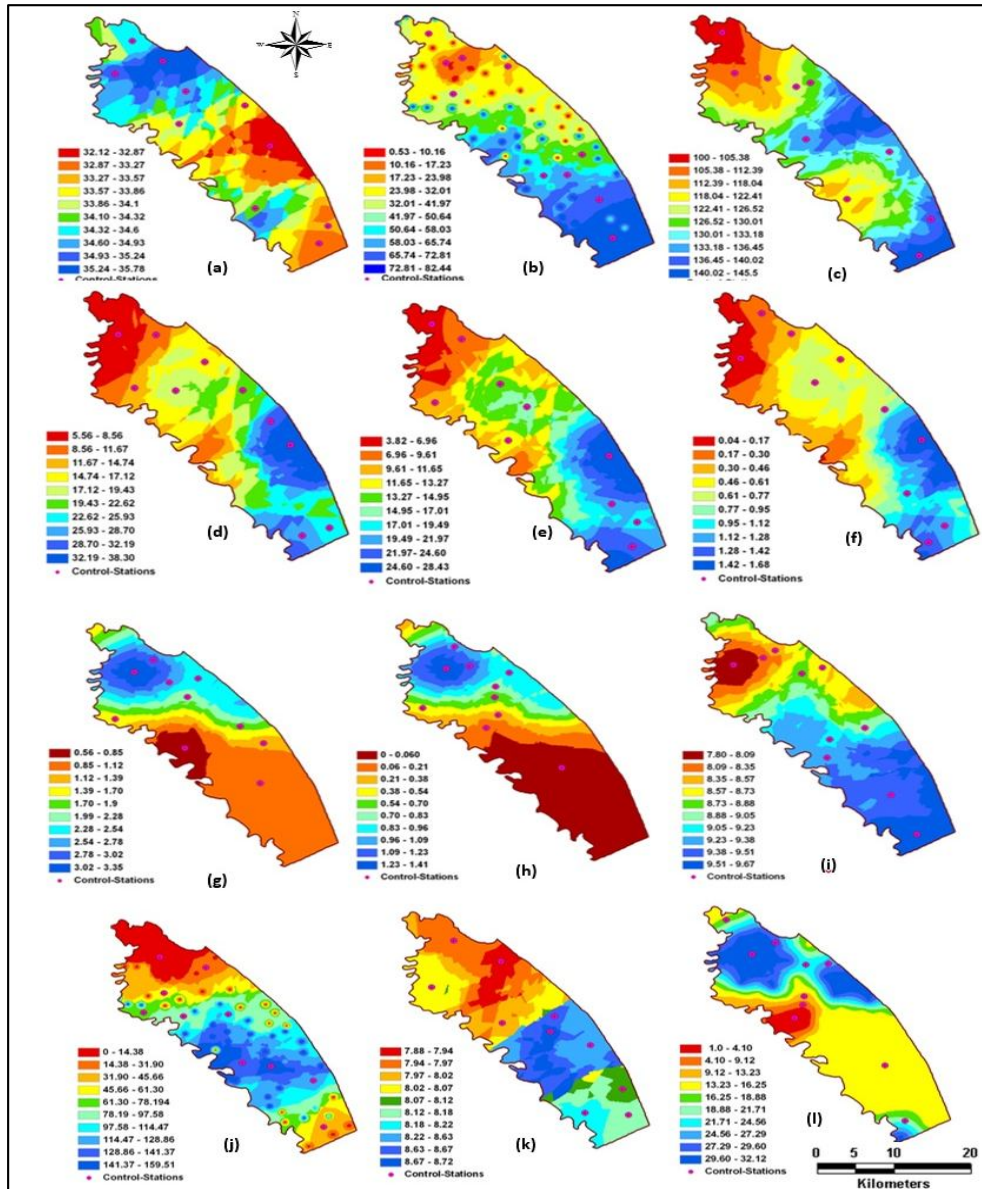 N
W E
S
32.12 - 32.87
32.87 - 33.27
33.27 - 33.57
33.57 - 33.86
33.86 - 34.1
34.10 - 34.32
34.32 - 34.6
34.60 - 34.93
34.93 - 35.24
35.24 - 35.78
Control-Stations
(a)
0.53 - 10.16
10.16 - 17.23
17.23 - 23.98
23.98 - 32.01
32.01 - 41.97
41.97 - 50.64
50.64 - 58.03
58.03 - 65.74
65.74 - 72.81
72.81 - 82.44
Control-Stations
(b)
100 - 105.38
105.38 - 112.39
112.39 - 118.04
118.04 - 122.41
122.41 - 126.52
126.52 - 130.01
130.01 - 133.18
133.18 - 136.45
136.45 - 140.02
140.02 - 145.5
(c)
5.56 - 8.56
8.56 - 11.67
11.67 - 14.74
14.74 - 17.12
17.12 - 19.43
19.43 - 22.62
22.62 - 25.93
25.93 - 28.70
28.70 - 32.19
32.19 - 38.30
Control-Stations
(d)
3.82 - 6.96
6.96 - 9.61
9.61 - 11.65
11.65 - 13.27
13.27 - 14.95
14.95 - 17.01
17.01 - 19.49
19.49 - 21.97
21.97 - 24.60
24.60 - 28.43
Control-Stations
(e)
0.04 - 0.17
0.17 - 0.30
0.30 - 0.46
0.46 - 0.61
0.61 - 0.77
0.77 - 0.95
0.95 - 1.12
1.12 - 1.28
1.28 - 1.42
1.42 - 1.68
Control-Stations
(f)
0.56 - 0.85
0.85 - 1.12
1.12 - 1.39
1.39 - 1.70
1.70 - 1.9
1.99 - 2.28
2.28 - 2.54
2.54 - 2.78
2.78 - 3.02
3.02 - 3.35
Control-Stations
(g)
0 - 0.060
0.06 - 0.21
0.21 - 0.38
0.38 - 0.54
0.54 - 0.70
0.70 - 0.83
0.83 - 0.96
0.96 - 1.09
1.09 - 1.23
1.23 - 1.41
Control-Stations
(h)
7.80 - 8.09
8.09 - 8.35
8.35 - 8.57
8.57 - 8.73
8.73 - 8.88
8.88 - 9.05
9.05 - 9.23
9.23 - 9.38
9.38 - 9.51
9.51 - 9.67
Control-Stations
(i)
0 - 14.38
14.38 - 31.90
31.90 - 45.66
45.66 - 61.30
61.30 - 78.194
78.19 - 97.58
97.58 - 114.47
114.47 - 128.86
128.86 - 141.37
141.37 - 159.51
Control-Stations
(j)
7.88 - 7.94
7.94 - 7.97
7.97 - 8.02
8.02 - 8.07
8.07 - 8.12
8.12 - 8.18
8.18 - 8.22
8.22 - 8.63
8.63 - 8.67
8.67 - 8.72
Control-Stations
(k)
1.0 - 4.10
4.10 - 9.12
9.12 - 13.23
13.23 - 16.25
16.25 - 18.88
18.88 - 21.71
21.71 - 24.56
24.56 - 27.29
27.29 - 29.60
29.60 - 32.12
Control-Stations
(l)
0 10 20
Kilometers